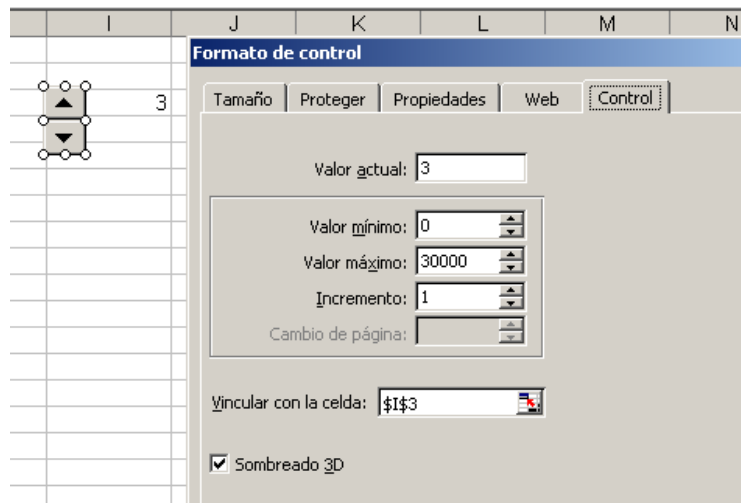 I J K L M N
Formato de control
Tamaño Proteger Propiedades Web Control
3
Valor actual: 3
Valor mínimo: 0
Valor máximo: 30000
Incremento: 1
Cambio de página:
Vincular con la celda: $I$3
Sombreado 3D